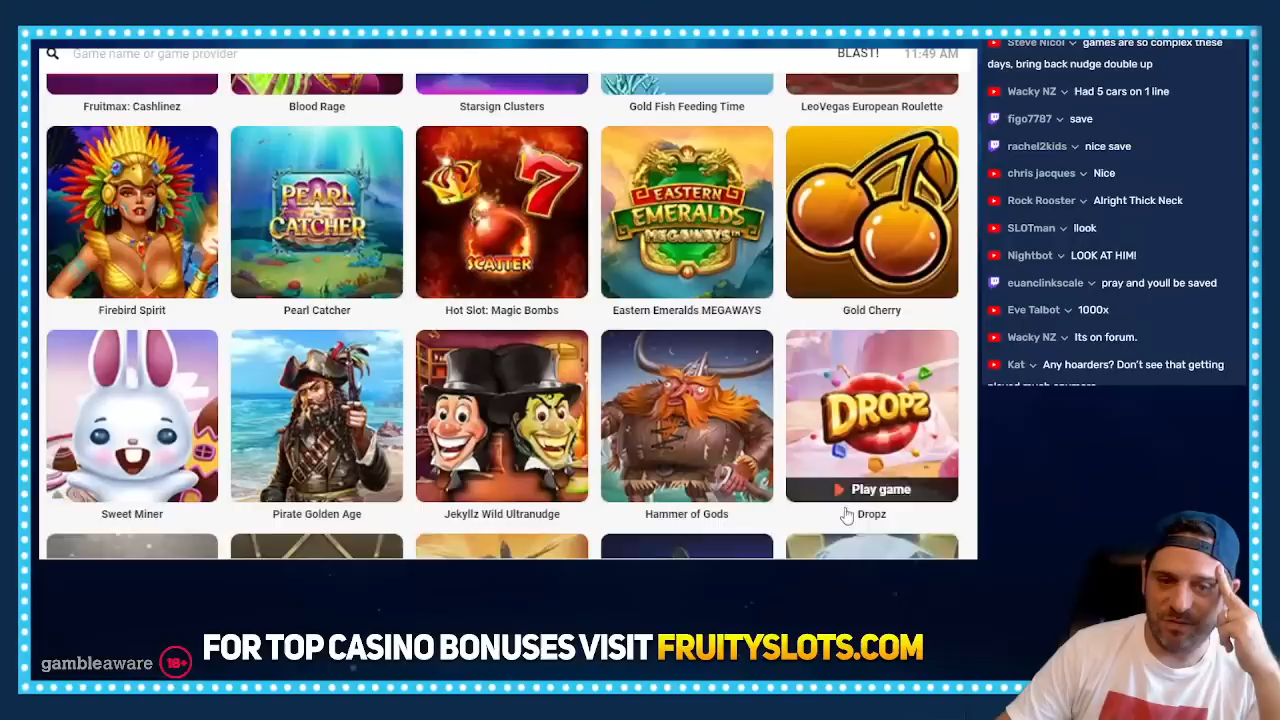 Game name or game provider
BLAST!
11:49 AM
Fruitmax: Cashlinez
Blood Rage
Starsign Clusters
Gold Fish Feeding Time
LeoVegas European Roulette
PEARL
CATCHER
7
SCATTER
EASTERN
EMERALDS
MEGAWAYS™
Firebird Spirit
Pearl Catcher
Hot Slot: Magic Bombs
Eastern Emeralds MEGAWAYS
Gold Cherry
DROPZ
Play game
Sweet Miner
Pirate Golden Age
Jekyllz Wild Ultranudge
Hammer of Gods
Dropz
Steve Nicol games are so complex these
days, bring back nudge double up
Wacky NZ Had 5 cars on 1 line
figo7787 save
rachel2kids nice save
chris jacques Nice
Rock Rooster Alright Thick Neck
SLOTman llook
Nightbot LOOK AT HIM!
euanclinkscale pray and youll be saved
Eve Talbot 1000x
Wacky NZ Its on forum.
Kat Any hoarders? Don't see that getting
played much anymore
gambleaware 18+
FOR TOP CASINO BONUSES VISIT FRUITYSLOTS.COM